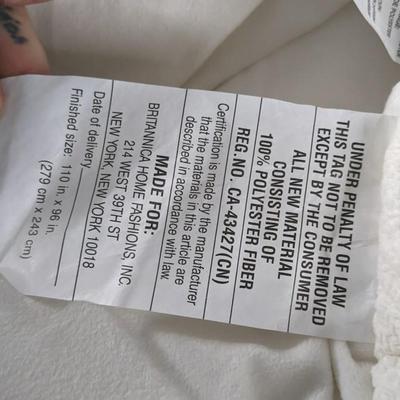 UNDER PENALTY OF LAW
THIS TAG NOT TO BE REMOVED
EXCEPT BY THE CONSUMER
ALL NEW MATERIAL
CONSISTING OF
100% POLYESTER FIBER
REG.NO. CA-43427(CN)
Certification is made by the manufacturer
that the materials in this article are
described in accordance with law.
MADE FOR:
BRITANNICA HOME FASHIONS, INC.
214 WEST 39TH ST
NEW YORK, NEW YORK 10018
Date of delivery
Finished size: 110 in. x 96 in.
(279 cm x 243 cm)